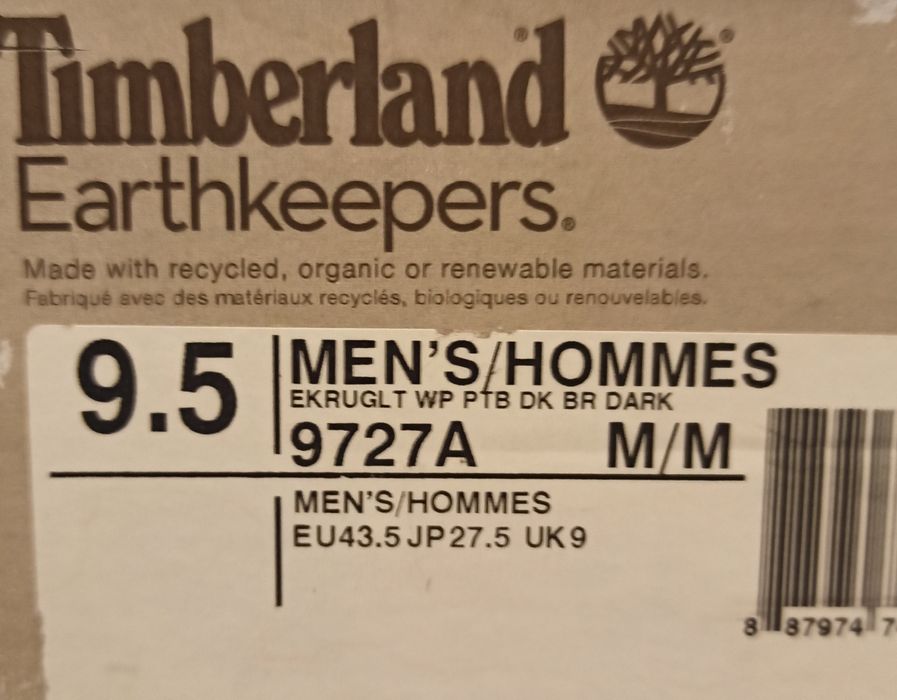 Timberland®
Earthkeepers®
Made with recycled, organic or renewable materials.
Fabriqué avec des matériaux recyclés, biologiques ou renouvelables.
9.5
MEN'S/HOMMES
EKRUGLT WP PTB DK BR DARK
9727A M/M
MEN'S/HOMMES
EU43.5 JP27.5 UK9
8 87974 7